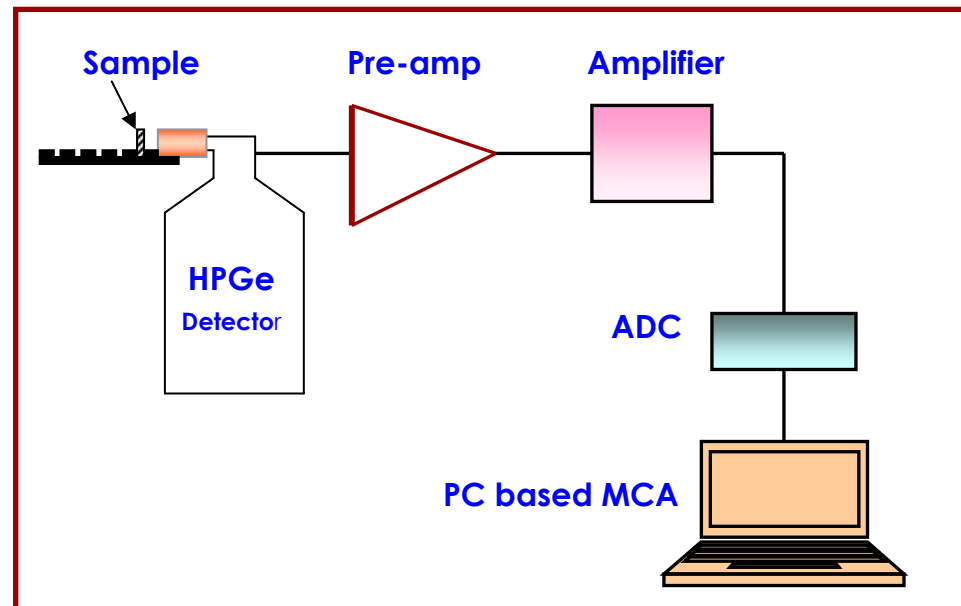 Sample
Pre-amp
Amplifier
HPGe
Detector
ADC
PC based MCA